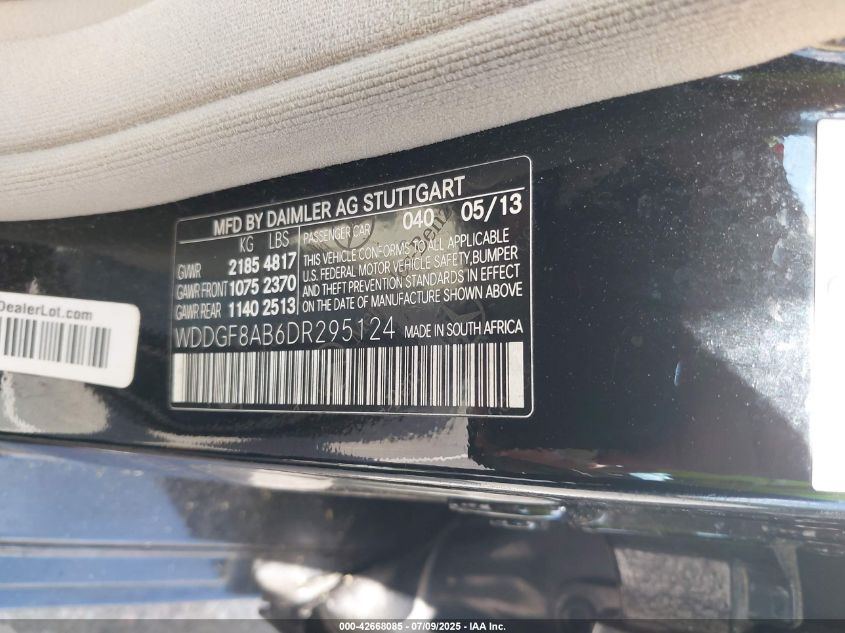 MFD BY DAIMLER AG STUTTGART
KG LBS
GVWR 2185 4817
GAWR FRONT 1075 2370
GAWR REAR 1140 2513
PASSENGER CAR 040 05/13
THIS VEHICLE CONFORMS TO ALL APPLICABLE
U.S. FEDERAL MOTOR VEHICLE SAFETY, BUMPER
AND THEFT PREVENTION STANDARDS IN EFFECT
ON THE DATE OF MANUFACTURE SHOWN ABOVE
WDDGF8AB6DR295124 MADE IN SOUTH AFRICA
DealerLot.com
000-42668085 / 07/09/2025 - IAA Inc.